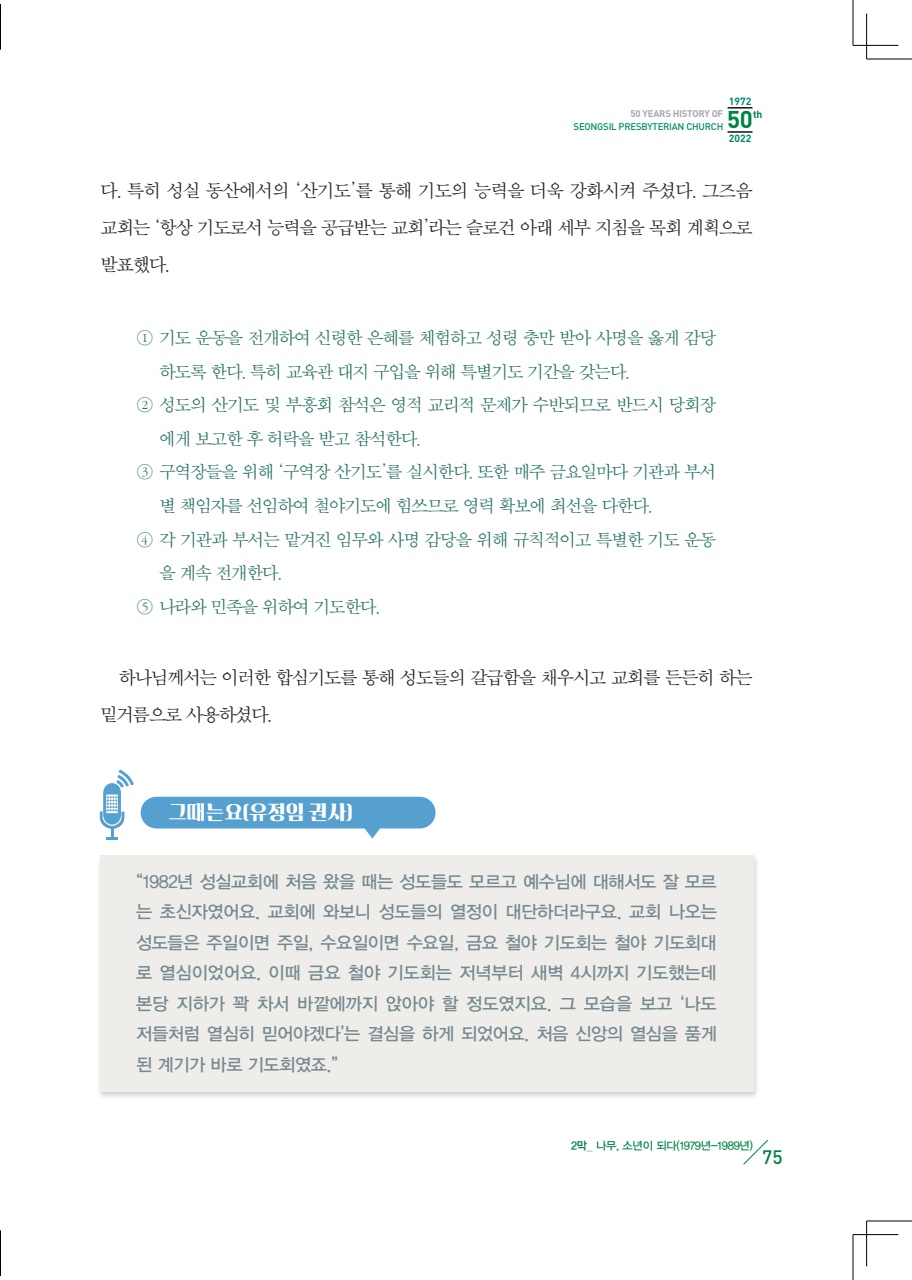 1972
50 YEARS HISTORY OF
SEONGSIL PRESBYTERIAN CHURCH
50th
2022
다. 특히 성실 동산에서의 ‘산기도’를 통해 기도의 능력을 더욱 강화시켜 주셨다. 그즈음
교회는 ‘항상 기도로서 능력을 공급받는 교회’라는 슬로건 아래 세부 지침을 목회 계획으로
발표했다.
① 기도 운동을 전개하여 신령한 은혜를 체험하고 성령 충만 받아 사명을 옳게 감당
하도록 한다. 특히 교육관 대지 구입을 위해 특별기도 기간을 갖는다.
② 성도의 산기도 및 부흥회 참석은 영적 교리적 문제가 수반되므로 반드시 당회장
에게 보고한 후 허락을 받고 참석한다.
③ 구역장들을 위해 ‘구역장 산기도’를 실시한다. 또한 매주 금요일마다 기관과 부서
별 책임자를 선임하여 철야기도에 힘쓰므로 영력 확보에 최선을 다한다.
④ 각 기관과 부서는 맡겨진 임무와 사명 감당을 위해 규칙적이고 특별한 기도 운동
을 계속 전개한다.
⑤ 나라와 민족을 위하여 기도한다.
하나님께서는 이러한 합심기도를 통해 성도들의 갈급함을 채우시고 교회를 든든히 하는
밑거름으로 사용하셨다.
그때는요(유정임 권사)
“1982년 성실교회에 처음 왔을 때는 성도들도 모르고 예수님에 대해서도 잘 모르
는 초신자였어요. 교회에 와보니 성도들의 열정이 대단하더라구요. 교회 나오는
성도들은 주일이면 주일, 수요일이면 수요일, 금요 철야 기도회는 철야 기도회대
로 열심이었어요. 이때 금요 철야 기도회는 저녁부터 새벽 4시까지 기도했는데
본당 지하가 꽉 차서 바깥에까지 앉아야 할 정도였지요. 그 모습을 보고 ‘나도
저들처럼 열심히 믿어야겠다’는 결심을 하게 되었어요. 처음 신앙의 열심을 품게
된 계기가 바로 기도회였죠.”
2막_ 나무, 소년이 되다(1979년-1989년)
75